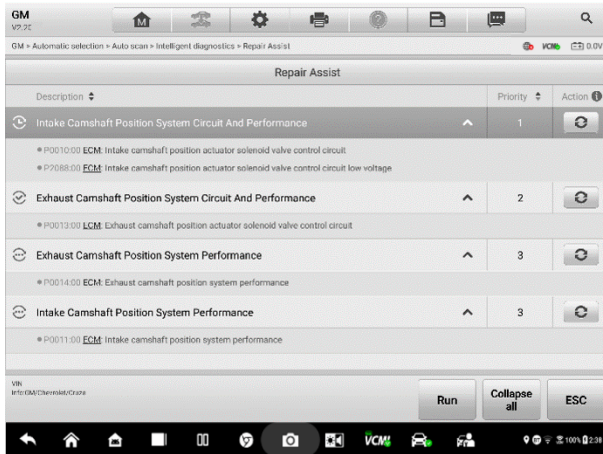 GM
V2.20
GM > Automatic selection > Auto scan > Intelligent diagnostics > Repair Assist
VCMI 0.0V
Repair Assist
Description Priority Action
Intake Camshaft Position System Circuit And Performance 1
P0010:00 ECM: Intake camshaft position actuator solenoid valve control circuit
P2088:00 ECM: Intake camshaft position actuator solenoid valve control circuit low voltage
Exhaust Camshaft Position System Circuit And Performance 2
P0013:00 ECM: Exhaust camshaft position actuator solenoid valve control circuit
Exhaust Camshaft Position System Performance 3
P0014:00 ECM: Exhaust camshaft position system performance
Intake Camshaft Position System Performance 3
P0011:00 ECM: Intake camshaft position system performance
VIN
Info:GM/Chevrolet/Cruze
Run
Collapse
all
ESC
VCMI 100% 2:38